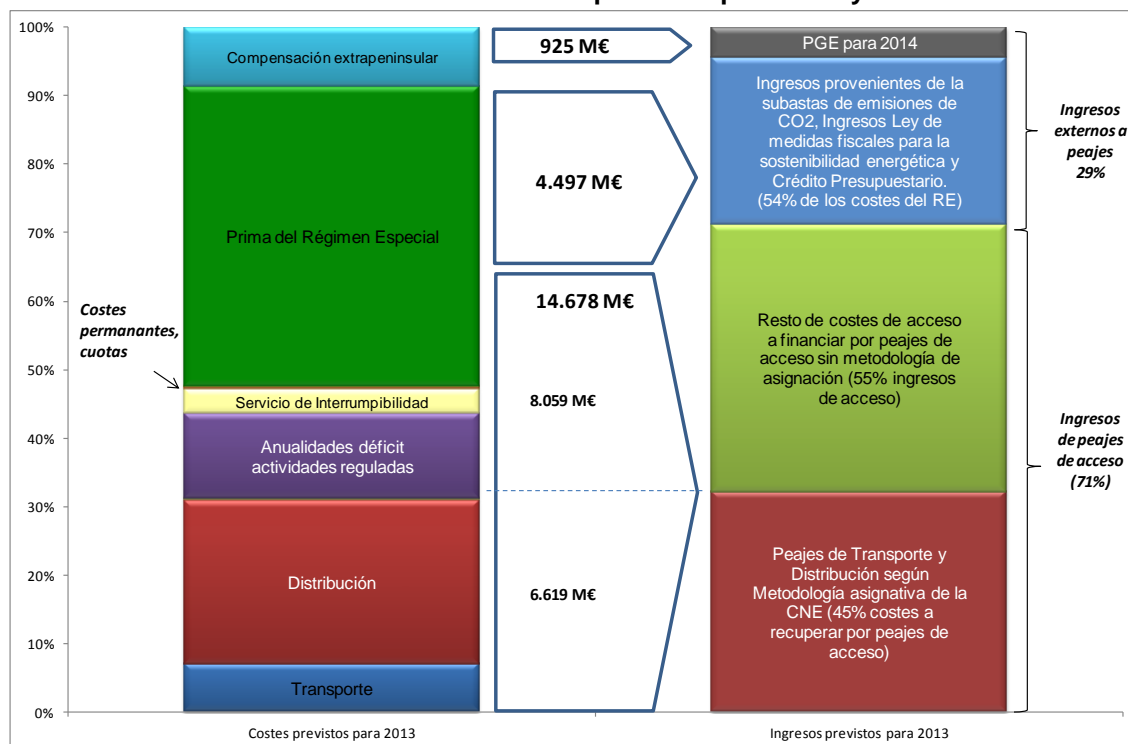 100%
90%
80%
70%
60%
50%
40%
30%
20%
10%
0%
Costes
permanantes,
cuotas
Compensación extrapeninsular
Prima del Régimen Especial
Servicio de Interrumpibilidad
Anualidades déficit
actividades reguladas
Distribución
Transporte
Costes previstos para 2013
925 M€
4.497 M€
14.678 M€
8.059 M€
6.619 M€
PGE para 2014
Ingresos provenientes de la
subastas de emisiones de
CO2, Ingresos Ley de
medidas fiscales para la
sostenibilidad energética y
Crédito Presupuestario.
(54% de los costes del RE)
Resto de costes de acceso
a financiar por peajes de
acceso sin metodología de
asignación (55% ingresos
de acceso)
Peajes de Transporte y
Distribución según
Metodología asignativa de la
CNE (45% costes a
recuperar por peajes de
acceso)
Ingresos previstos para 2013
Ingresos
externos a
peajes
29%
Ingresos
de peajes
de acceso
(71%)